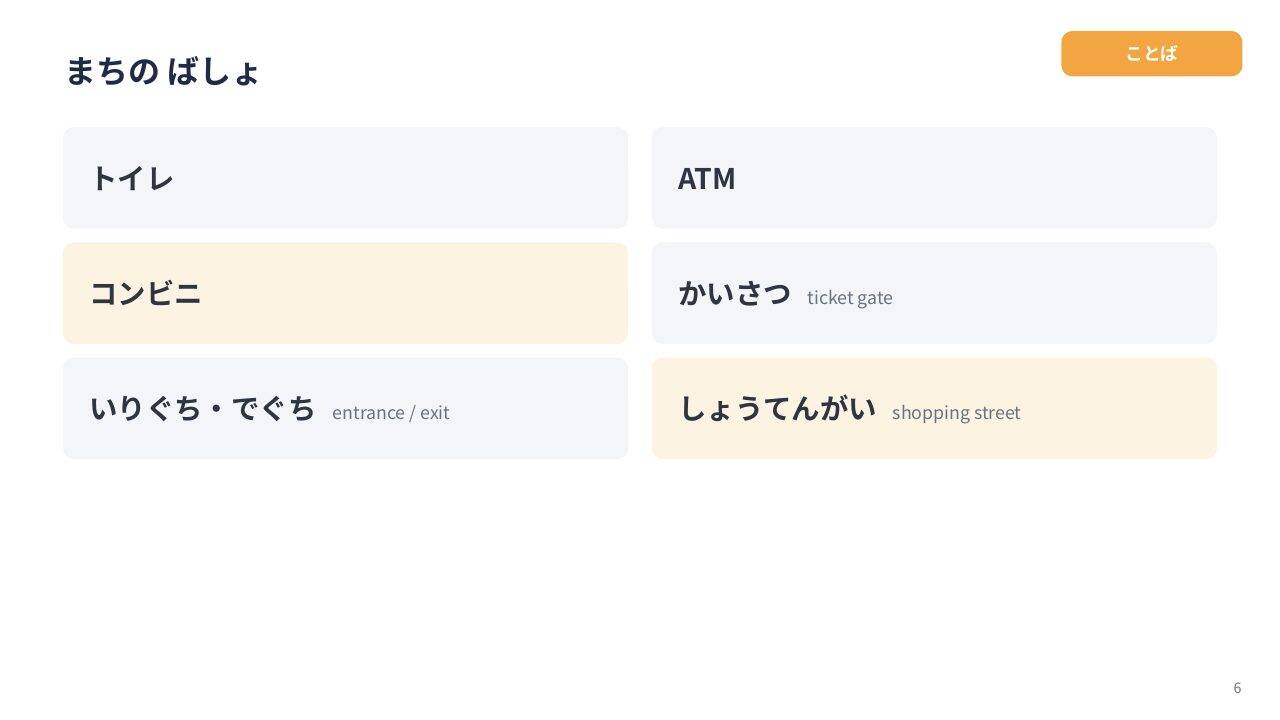 まちの ばしょ
ことば
トイレ
ATM
コンビニ
かいさつ ticket gate
いりぐち・でぐち entrance / exit
しょうてんがい shopping street
6